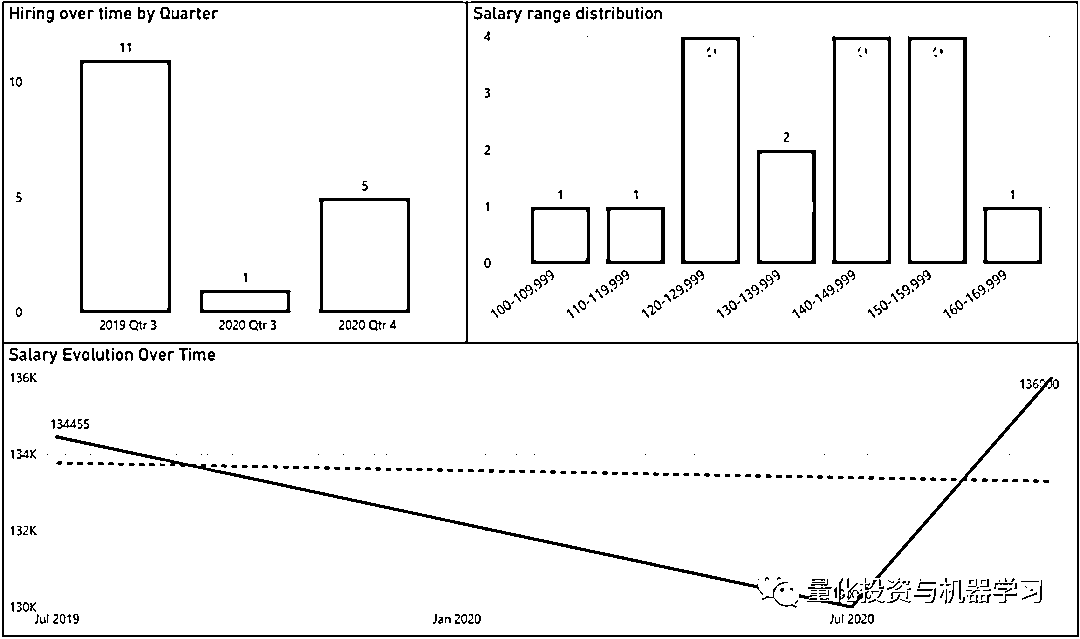 Hiring over time by Quarter
11
10
5
5
1
0
2019 Qtr 3
2020 Qtr 3
2020 Qtr 4
Salary range distribution
4
3
2
2
1
1
1
1
0
100-109,999
110-119,999
120-129,999
130-139,999
140-149,999
150-159,999
160-169,999
Salary Evolution Over Time
136K
134455
134K
132K
130K
Jul 2019
Jan 2020
Jul 2020
量化投资与机器学习